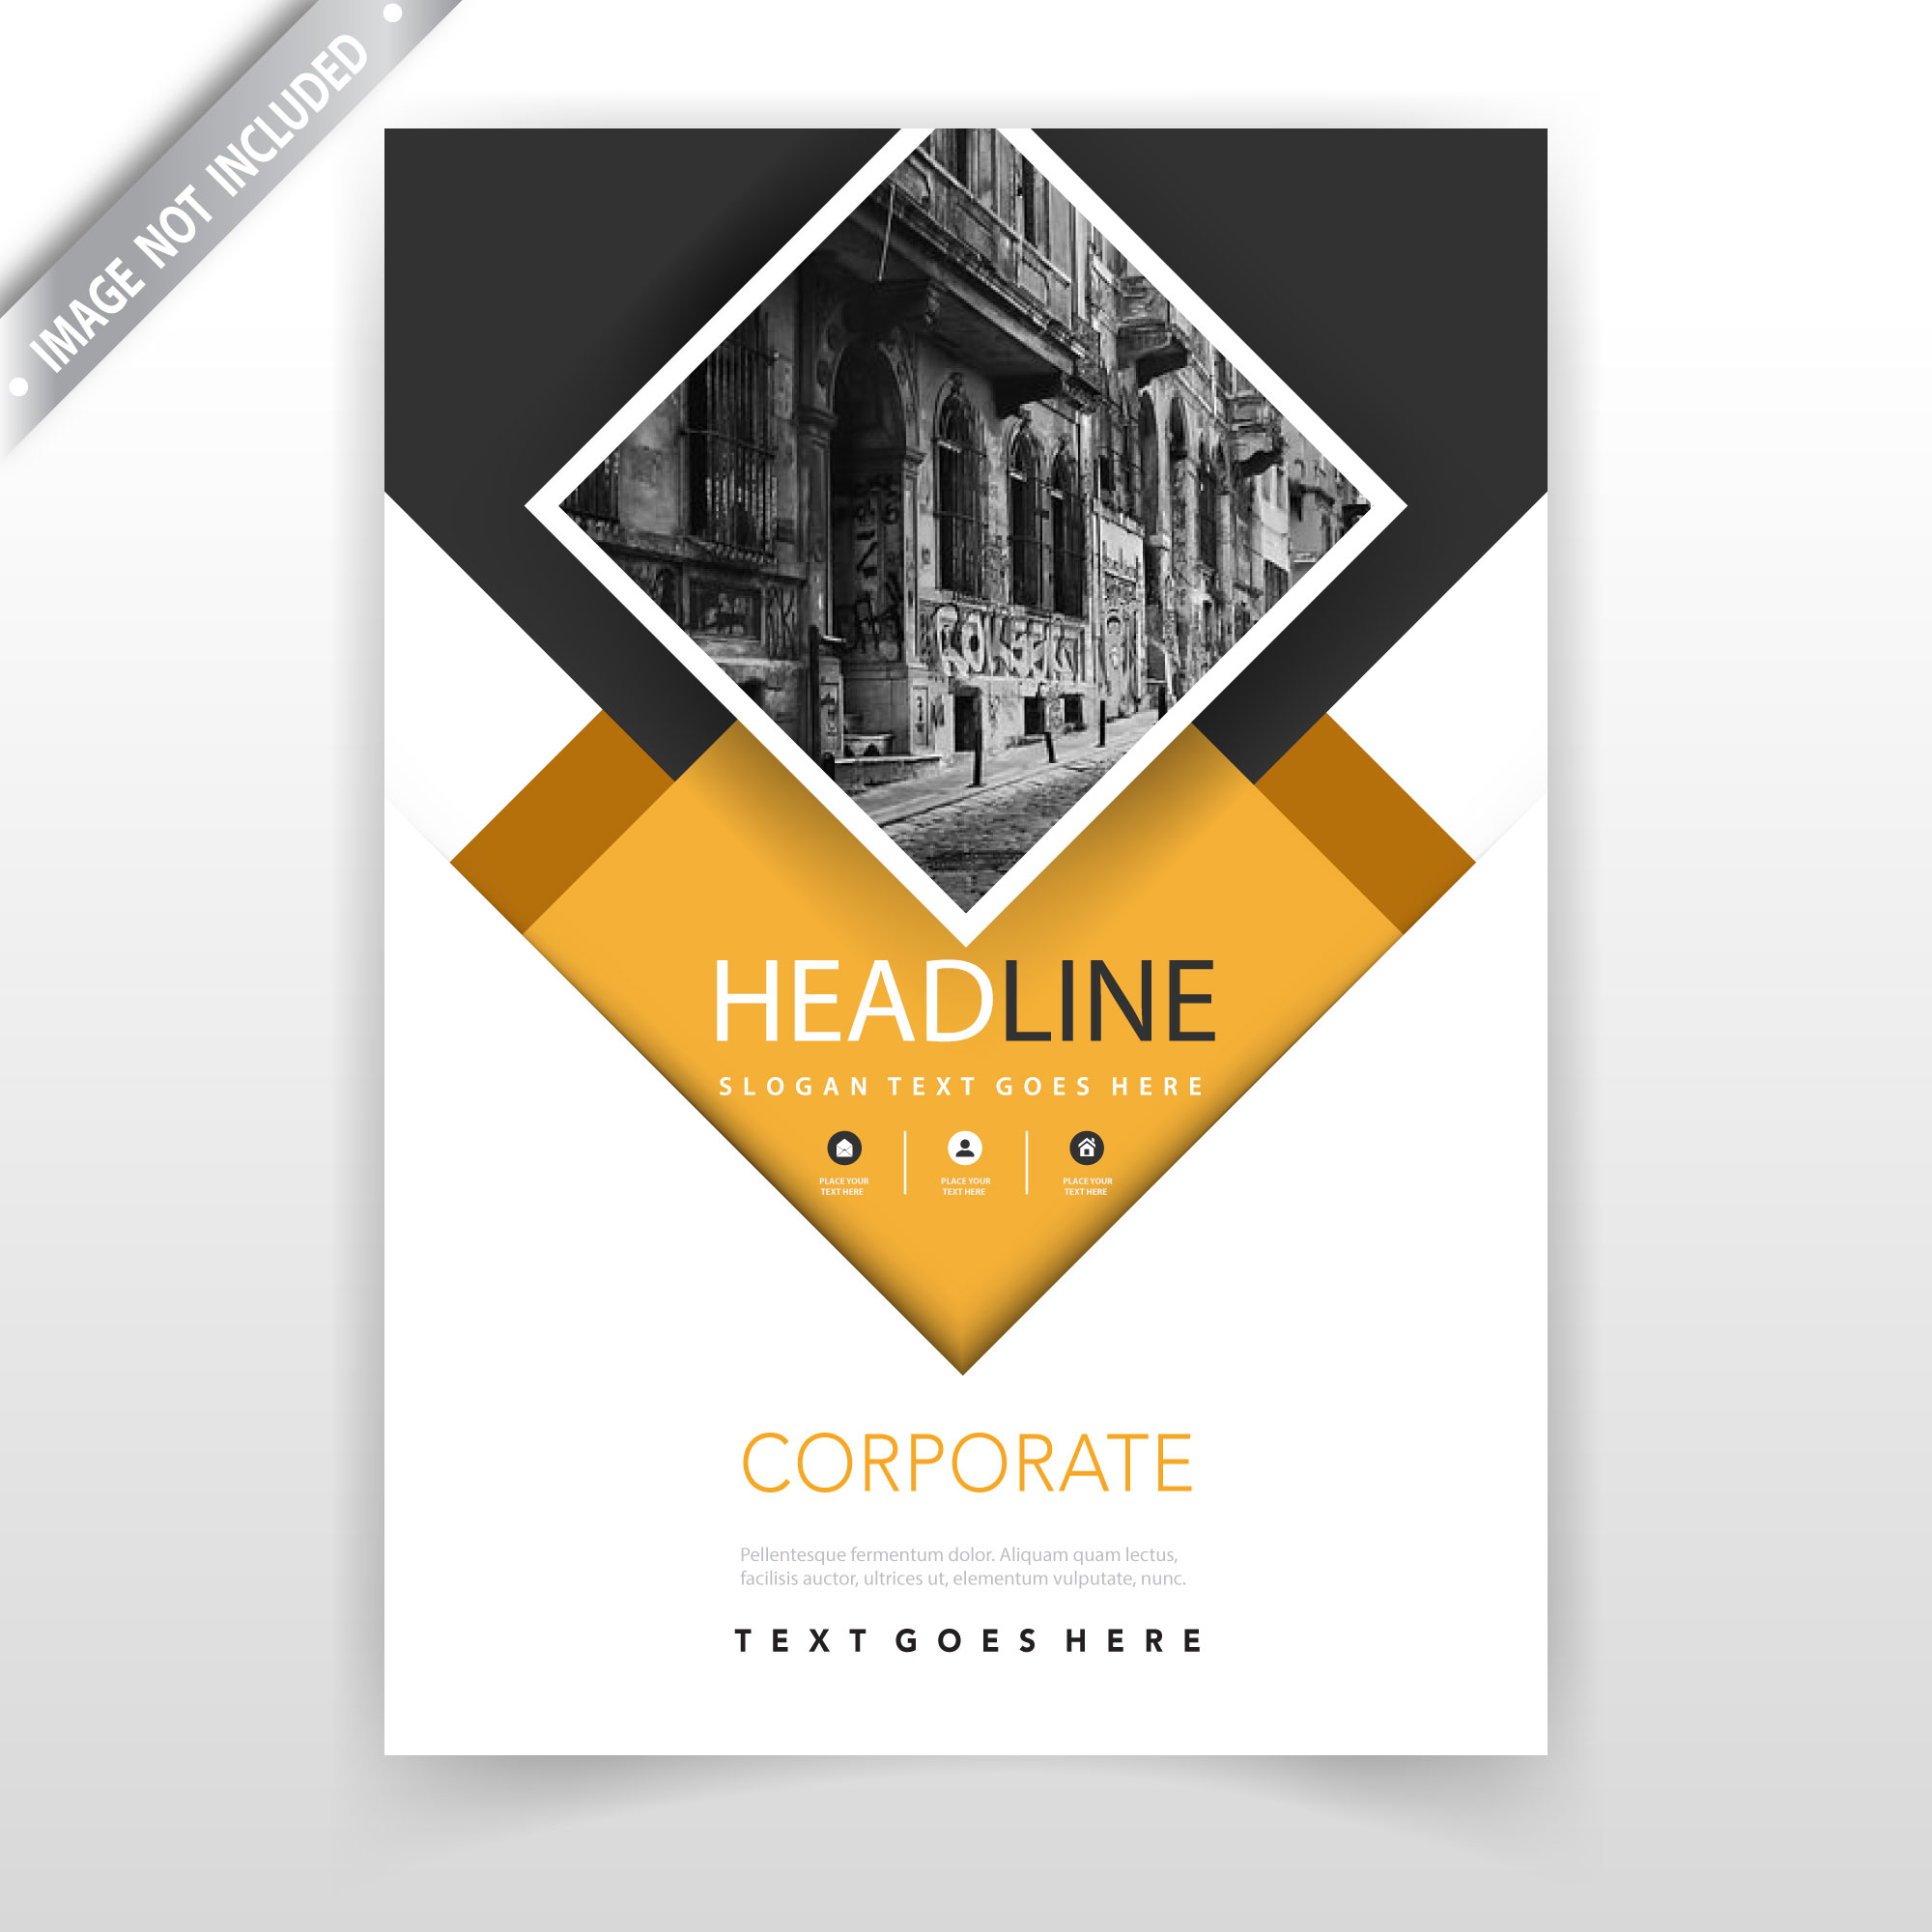 IMAGE NOT INCLUDED
HEADLINE
SLOGAN TEXT GOES HERE
PLACE YOUR
TEXT HERE
PLACE YOUR
TEXT HERE
PLACE YOUR
TEXT HERE
CORPORATE
Pellentesque fermentum dolor. Aliquam quam lectus,
facilisis auctor, ultrices ut, elementum vulputate, nunc.
TEXT GOES HERE